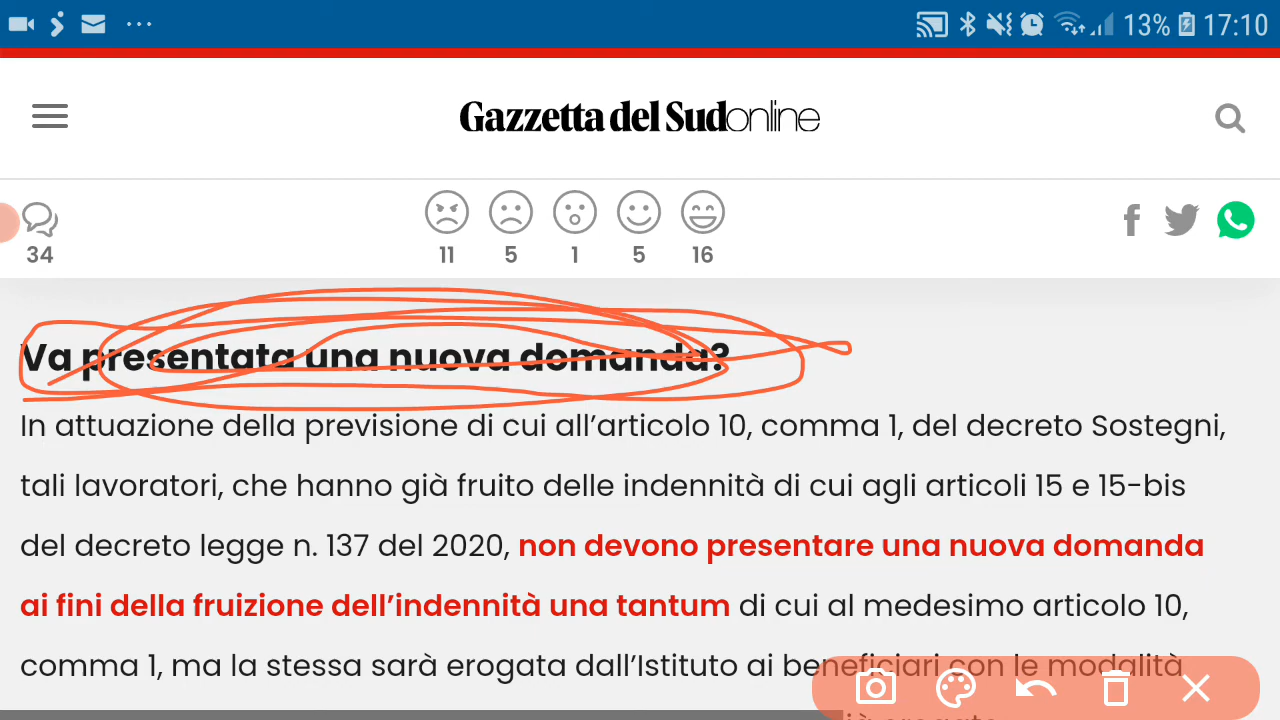 13% 17:10
Gazzetta del Sudonline
34
11 5 1 5 16
Va presentata una nuova domanda?
In attuazione della previsione di cui all’articolo 10, comma 1, del decreto Sostegni,
tali lavoratori, che hanno già fruito delle indennità di cui agli articoli 15 e 15-bis
del decreto legge n. 137 del 2020, non devono presentare una nuova domanda
ai fini della fruizione dell’indennità una tantum di cui al medesimo articolo 10,
comma 1, ma la stessa sarà erogata dall’Istituto ai beneficiari con le modalità